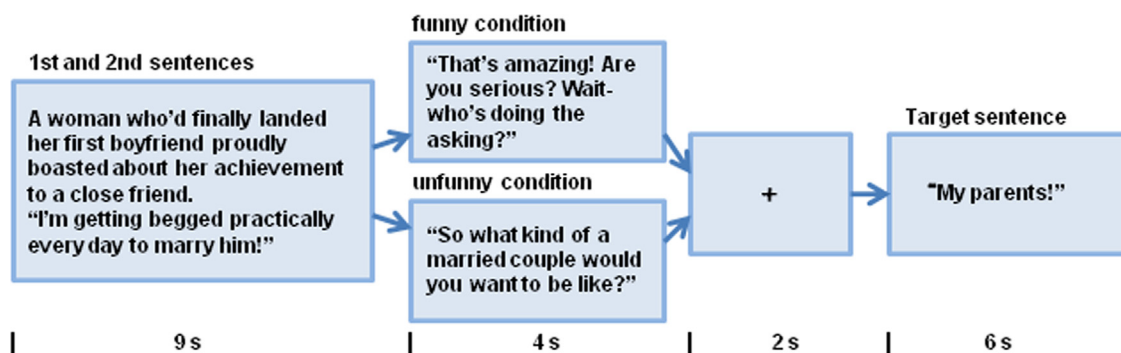 1st and 2nd sentences
A woman who'd finally landed
her first boyfriend proudly
boasted about her achievement
to a close friend.
"I'm getting begged practically
every day to marry him!"
funny condition
"That's amazing! Are
you serious? Wait-
who's doing the
asking?"
unfunny condition
"So what kind of a
married couple would
you want to be like?"
+
Target sentence
"My parents!"
9 s
4 s
2 s
6 s